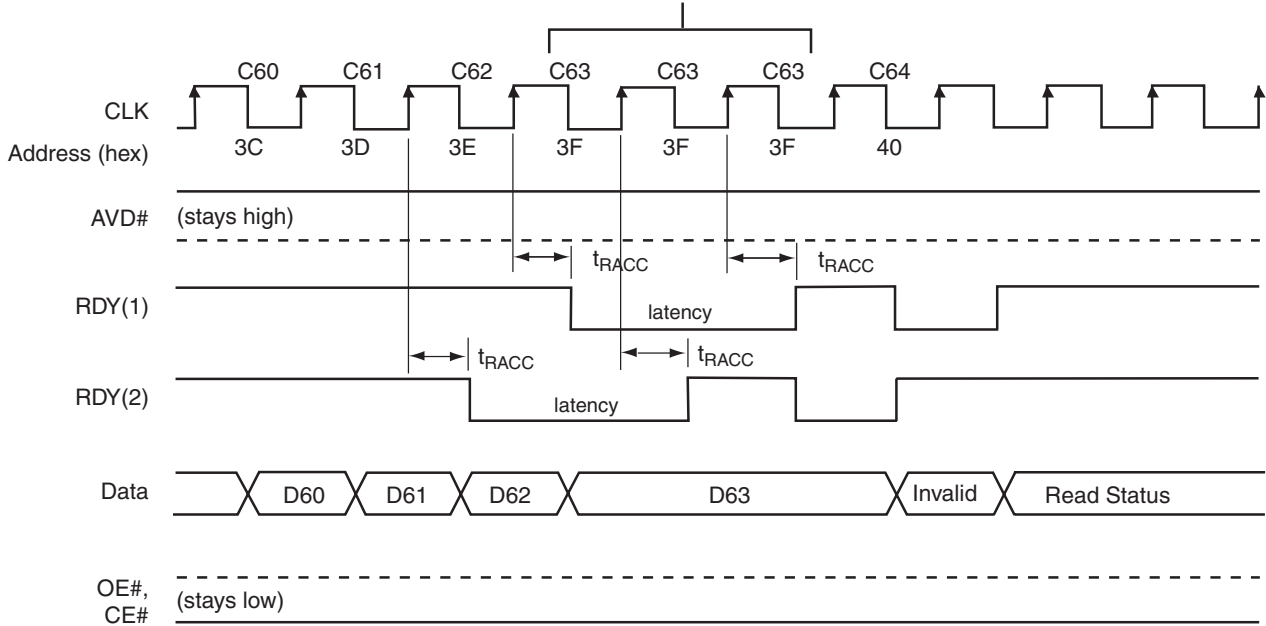 C60 C61 C62 C63 C63 C63 C64
CLK
Address (hex) 3C 3D 3E 3F 3F 3F 40
AVD# (stays high)
tRACC tRACC
RDY(1) latency
tRACC tRACC
RDY(2) latency
Data D60 D61 D62 D63 Invalid Read Status
OE#,
CE# (stays low)